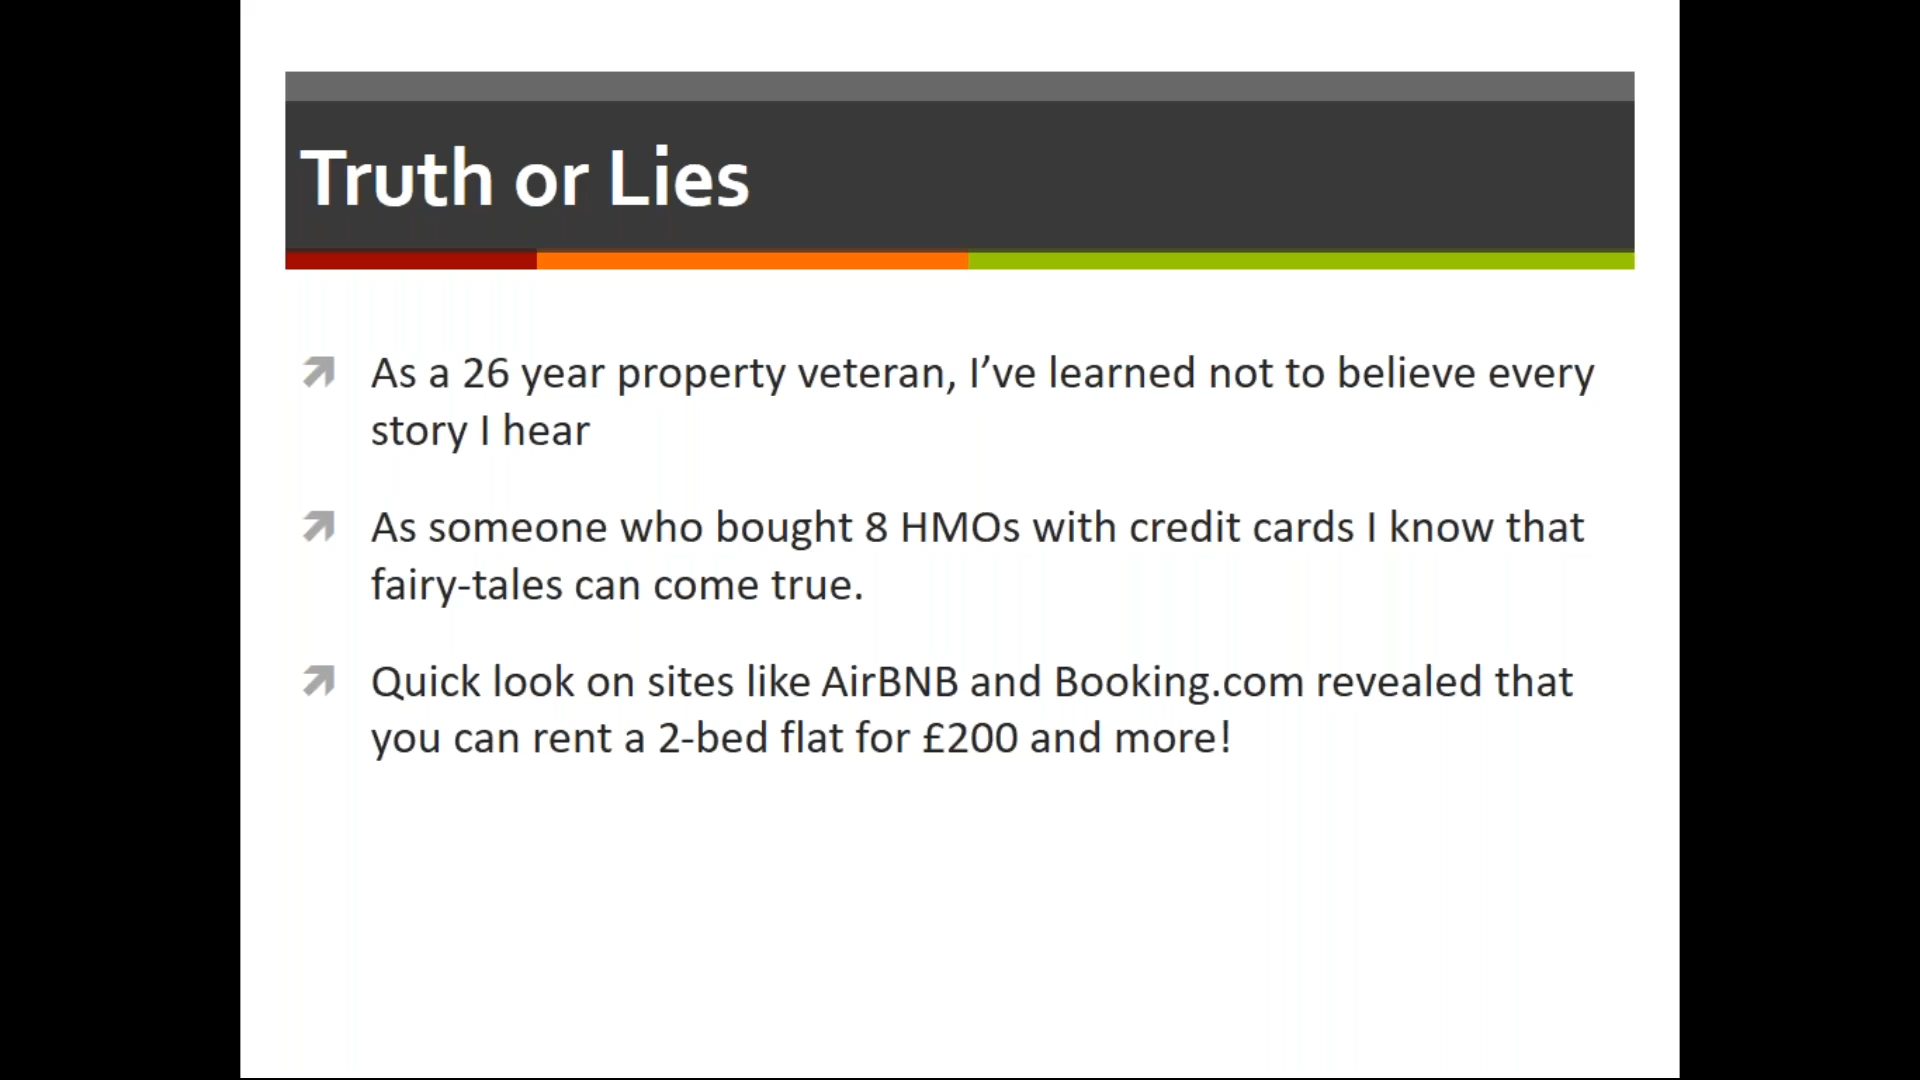 Truth or Lies
As a 26 year property veteran, I’ve learned not to believe every
story I hear
As someone who bought 8 HMOs with credit cards I know that
fairy-tales can come true.
Quick look on sites like AirBNB and Booking.com revealed that
you can rent a 2-bed flat for £200 and more!